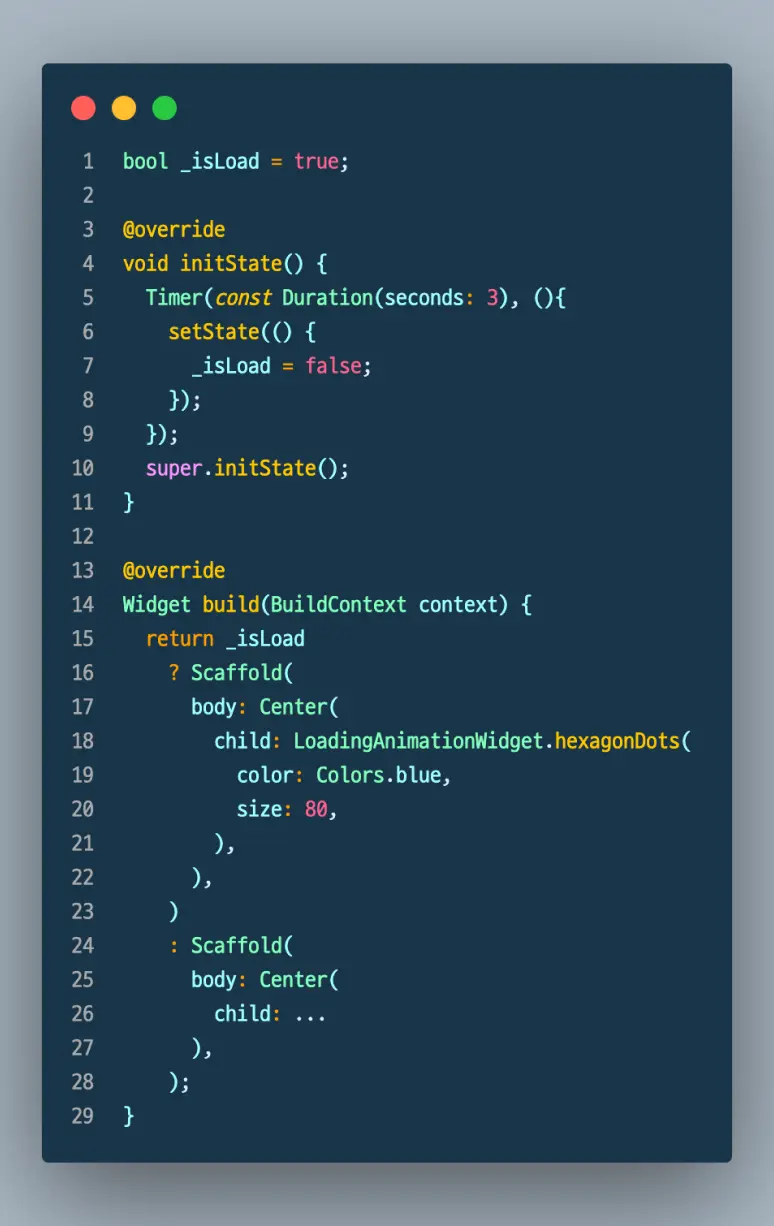 1 bool _isLoad = true;
2
3 @override
4 void initState() {
5   Timer(const Duration(seconds: 3), (){
6     setState(() {
7       _isLoad = false;
8     });
9   });
10   super.initState();
11 }
12
13 @override
14 Widget build(BuildContext context) {
15   return _isLoad
16     ? Scaffold(
17       body: Center(
18         child: LoadingAnimationWidget.hexagonDots(
19           color: Colors.blue,
20           size: 80,
21         ),
22       ),
23     )
24     : Scaffold(
25       body: Center(
26         child: ...
27       ),
28     );
29 }